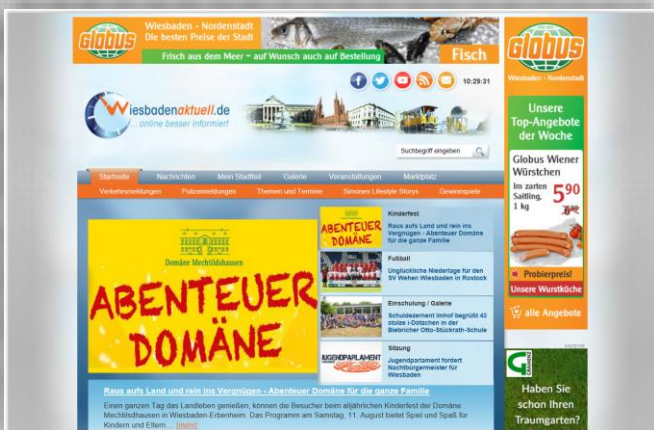 Globus
Wiesbaden - Nordenstadt
Die besten Preise der Stadt
Frisch aus dem Meer – auf Wunsch auch auf Bestellung
Fisch
10:29:31
Wiesbadenaktuell.de
... online besser informiert
Suchbegriff eingeben
Startseite Nachrichten Mein Stadtteil Galerie Veranstaltungen Marktplatz
Verkehrsmeldungen Polizeimeldungen Themen und Termine Simones Lifestyle Storys Gewinnspiele
Domäne Mechtildshausen
ABENTEUER
DOMÄNE
ABENTEUER
DOMÄNE
Kinderfest
Raus aufs Land und rein ins
Vergnügen - Abenteuer Domäne
für die ganze Familie
Fußball
Unglückliche Niederlage für den
SV Wehen Wiesbaden in Rostock
Einschulung / Galerie
Schuldezernent Imhof begrüßt 43
stolze i-Dötzchen in der
Biebricher Otto-Stückrath-Schule
JUGENDPARLAMENT
Sitzung
Jugendparlament fordert
Nachtbürgermeister für
Wiesbaden
Raus aufs Land und rein ins Vergnügen - Abenteuer Domäne für die ganze Familie
Einen ganzen Tag das Landleben genießen, können die Besucher beim alljährlichen Kinderfest der Domäne
Mechtildshausen in Wiesbaden-Erbenheim. Das Programm am Samstag, 11. August bietet Spiel und Spaß für
Kindern und Eltern.... [mehr]
Globus
Wiesbaden - Nordenstadt
Unsere
Top-Angebote
der Woche
Globus Wiener
Würstchen
Im zarten
Saitling,
1 kg
5 90
Probierpreis!
Unsere Wurstküche
alle Angebote
Haben Sie
schon Ihren
Traumgarten?